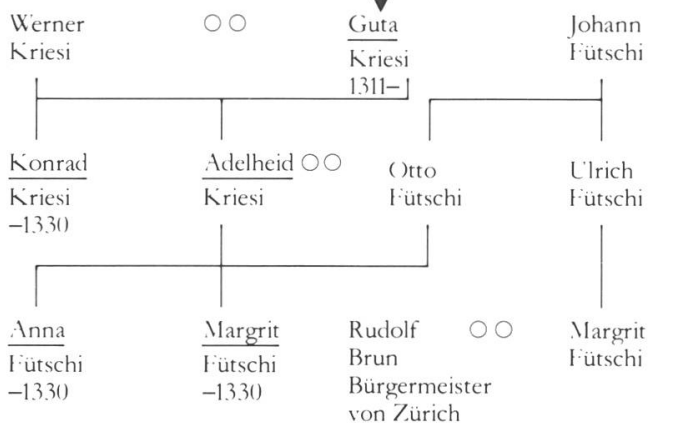 Werner ○○ Guta Johann
Kriesi Kriesi Fütschi
1311–
Konrad Adelheid ○○ Otto Ulrich
Kriesi Kriesi Fütschi Fütschi
–1330
Anna Margrit Rudolf ○○ Margrit
Fütschi Fütschi Brun Fütschi
–1330 –1330 Bürgermeister
von Zürich